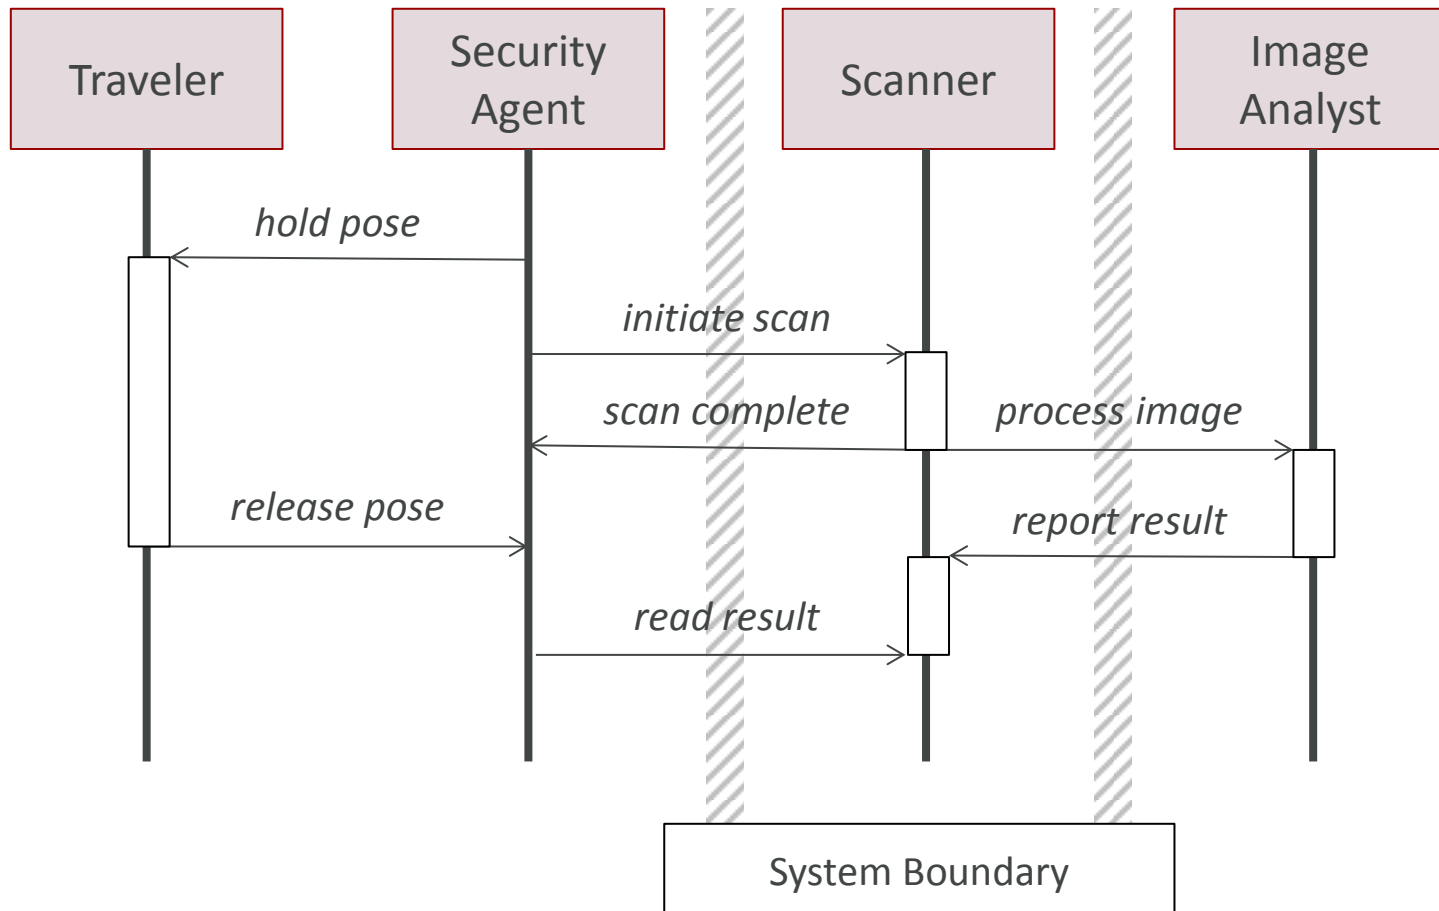 Traveler
Security
Agent
Scanner
Image
Analyst
hold pose
initiate scan
scan complete
process image
release pose
report result
read result
System Boundary